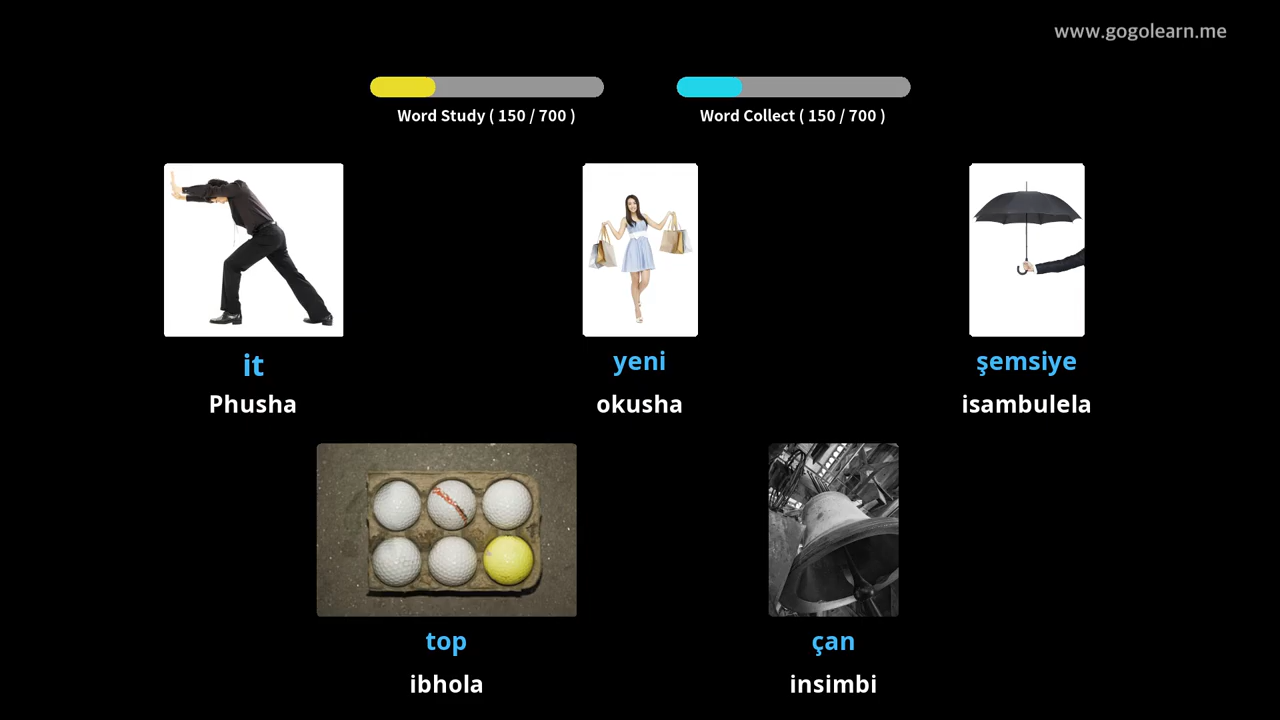 www.gogolearn.me
Word Study ( 150 / 700 )
Word Collect ( 150 / 700 )
it
yeni
şemsiye
Phusha
okusha
isambulela
top
çan
ibhola
insimbi